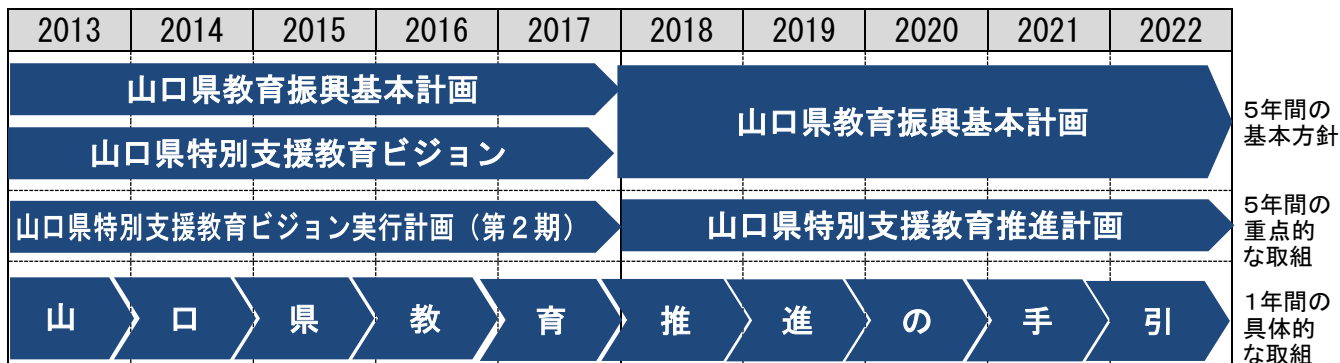 2013 2014 2015 2016 2017 2018 2019 2020 2021 2022
山口県教育振興基本計画
山口県特別支援教育ビジョン
山口県教育振興基本計画
5年間の
基本方針
山口県特別支援教育ビジョン実行計画（第２期）
山口県特別支援教育推進計画
5年間の
重点的
な取組
山 口 県 教 育 推 進 の 手 引
1年間の
具体的
な取組